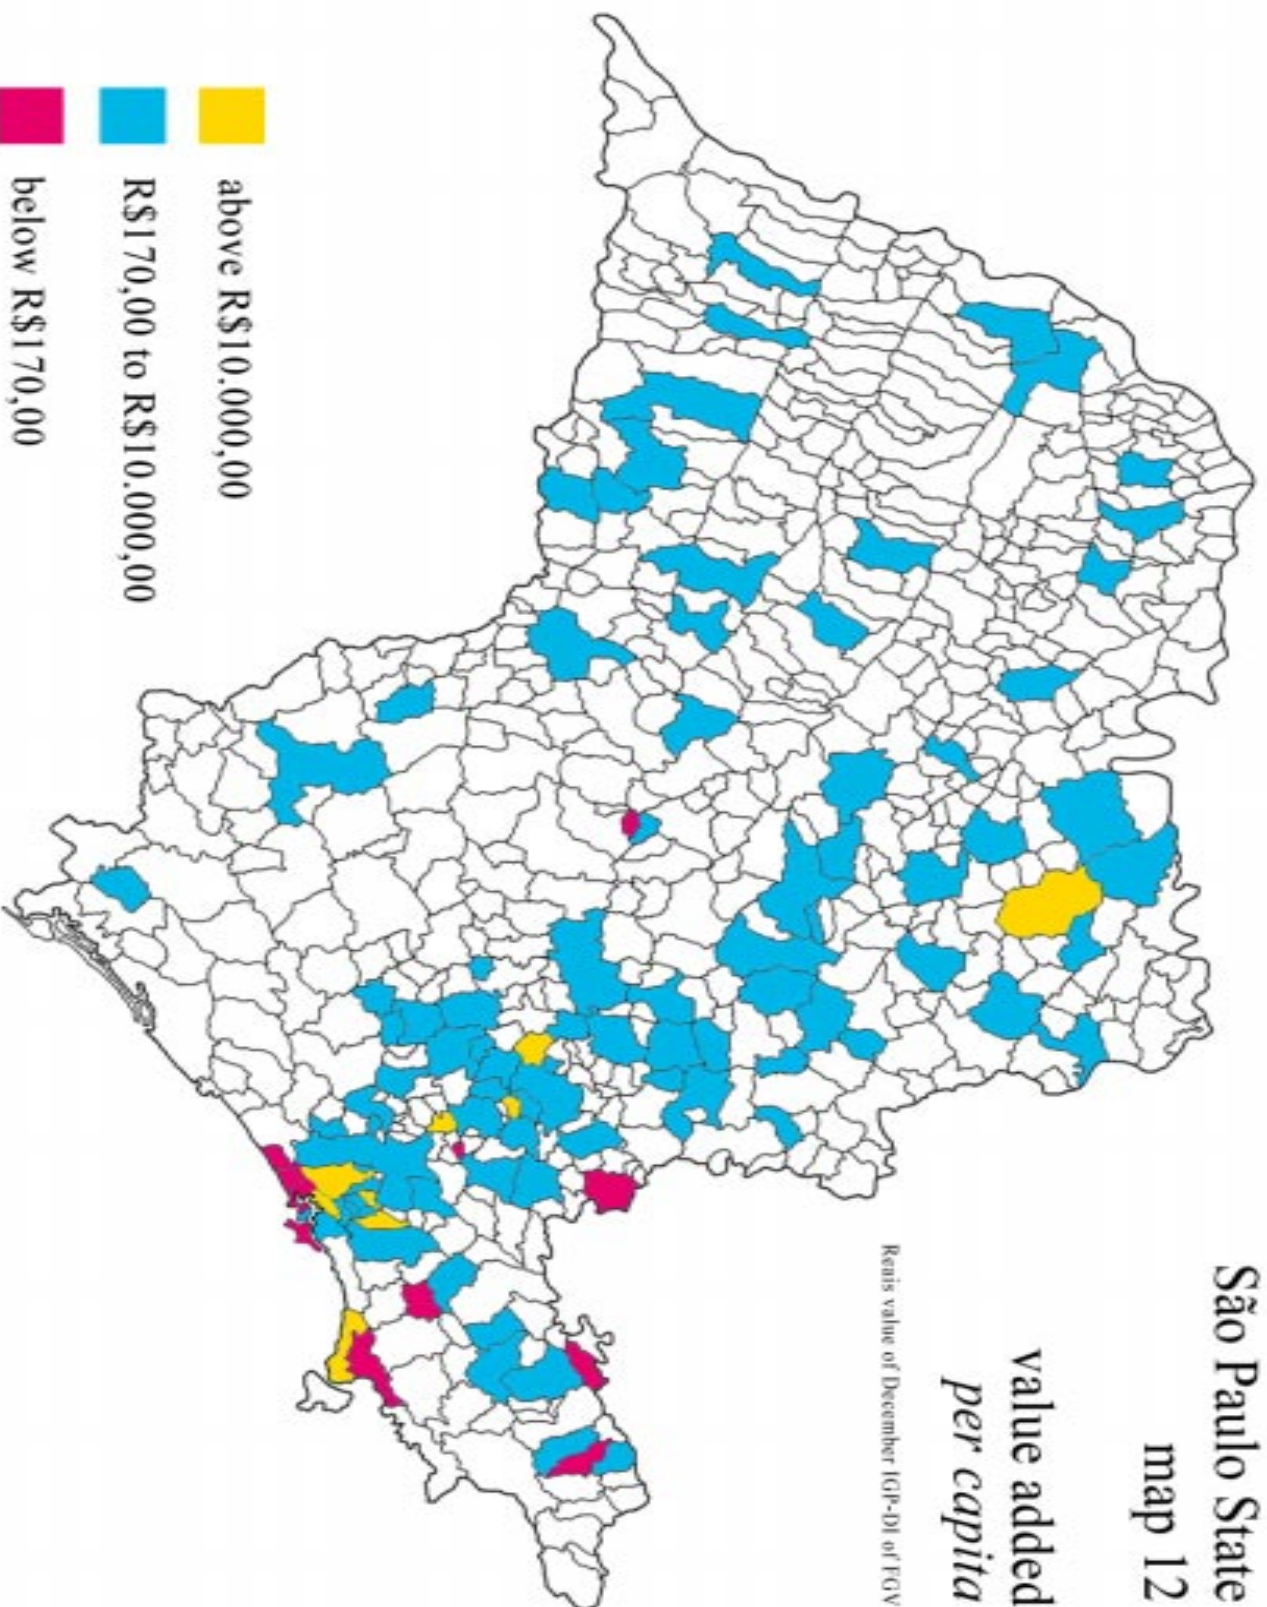 São Paulo State
map 12
value added
per capita
Reais value of December IGP-DI of FGV
above R$10.000,00
R$170,00 to R$10.000,00
below R$170,00